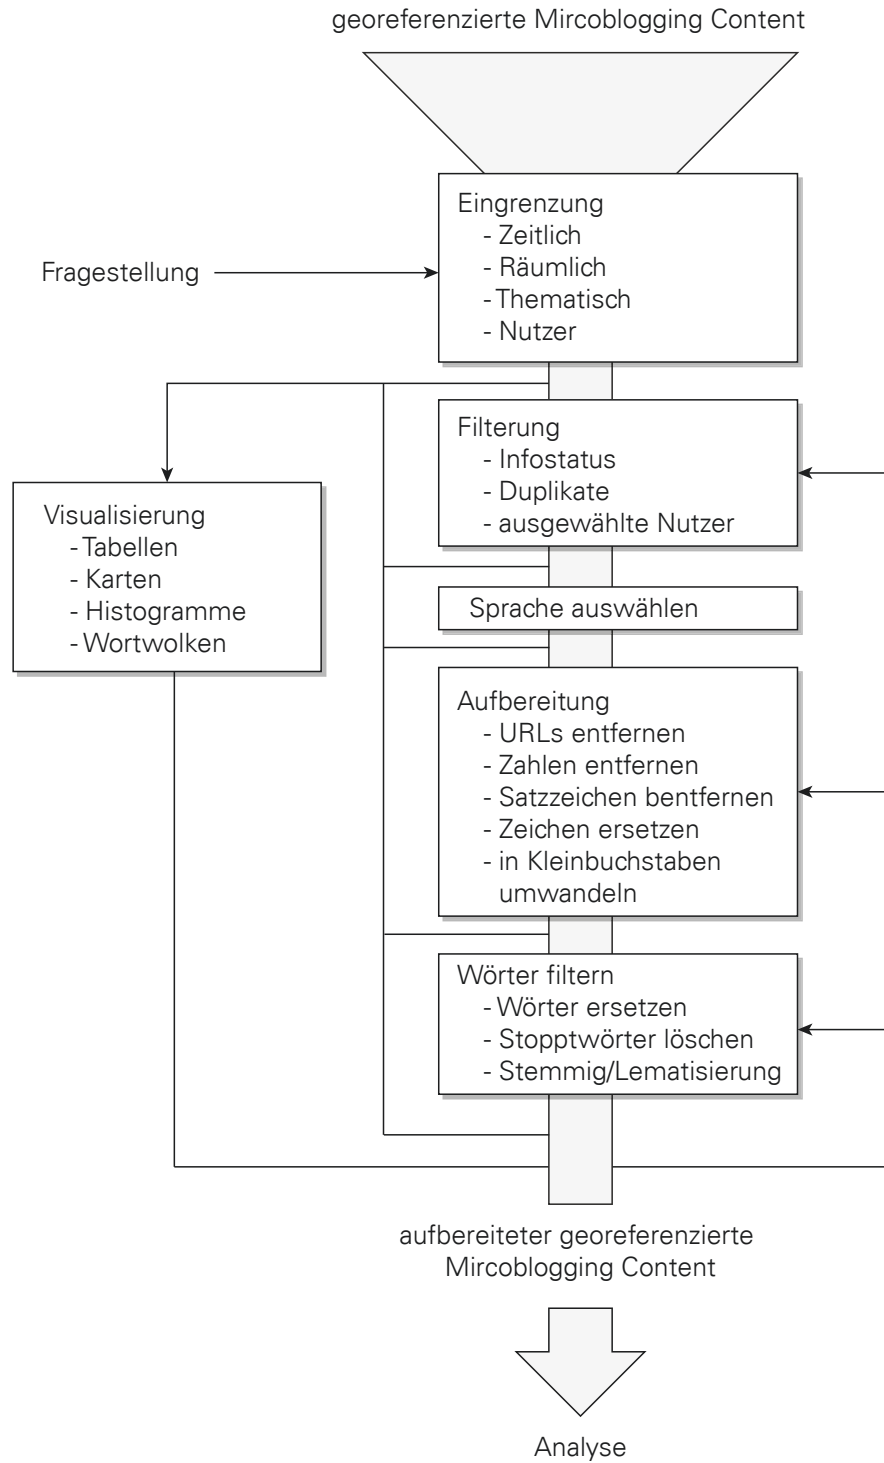 georeferenzierte Mircoblogging Content
Eingrenzung
- Zeitlich
- Räumlich
- Thematisch
- Nutzer
Fragestellung
Filterung
- Infostatus
- Duplikate
- ausgewählte Nutzer
Visualisierung
- Tabellen
- Karten
- Histogramme
- Wortwolken
Sprache auswählen
Aufbereitung
- URLs entfernen
- Zahlen entfernen
- Satzzeichen bentfernen
- Zeichen ersetzen
- in Kleinbuchstaben
umwandeln
Wörter filtern
- Wörter ersetzen
- Stopptwörter löschen
- Stemmig/Lematisierung
aufbereiteter georeferenzierte
Mircoblogging Content
Analyse